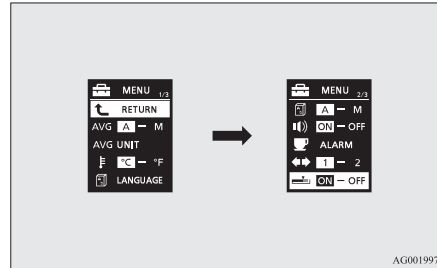 MENU 1/3
RETURN
AVG A – M
AVG UNIT
°C – °F
LANGUAGE
MENU 2/3
A – M
ON – OFF
ALARM
1 – 2
ON – OFF
AG001997